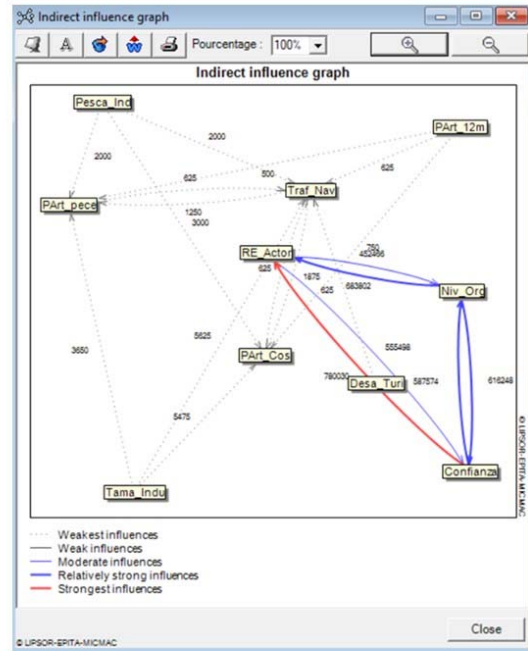 Indirect influence graph
A
Pourcentage :
100%
Indirect influence graph
Pesca_Ind
PArt_12m
2000
2000
625
625
500
Traf_Nav
PArt_pece
1250
3000
RE_Actor
750
452466
625
1875
683802
625
Niv_Org
5625
3650
PArt_Cos
555498
780030
Desa_Turi
587574
616248
5475
Confianza
Tama_Indu
© LIPSOR-EPITA-MICMAC
Weakest influences
Weak influences
Moderate influences
Relatively strong influences
Strongest influences
Close
© LIPSOR-EPITA-MICMAC